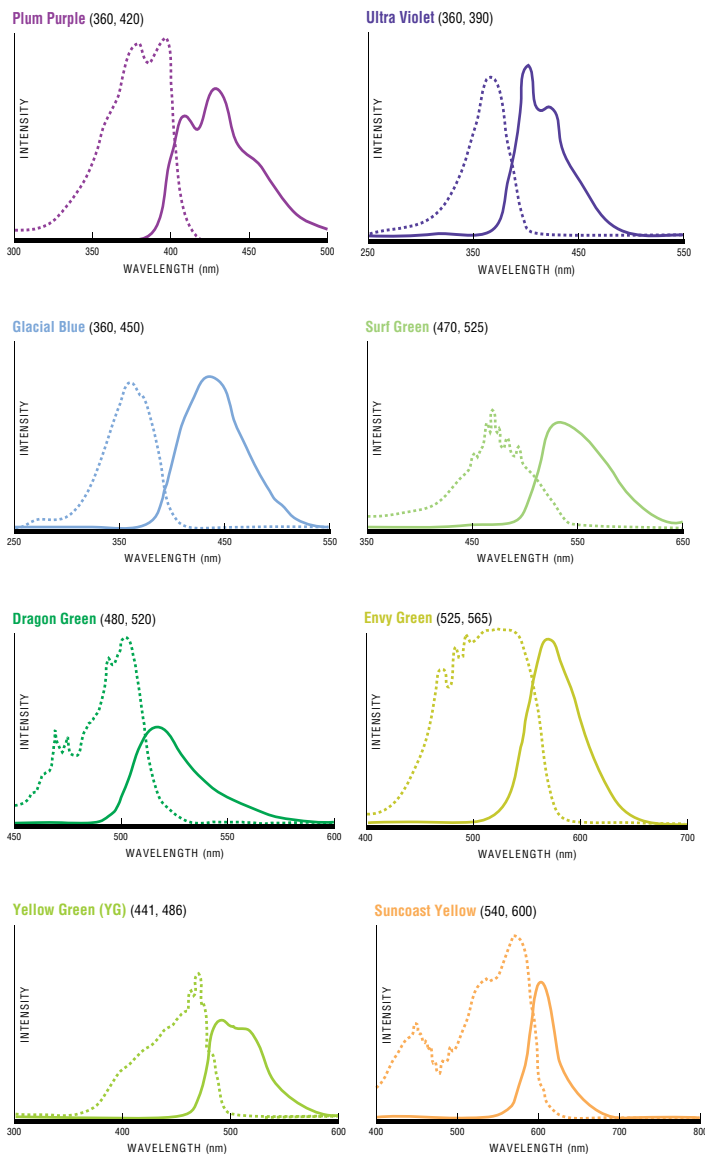 Plum Purple (360, 420)
INTENSITY
300 350 400 450 500
WAVELENGTH (nm)
Ultra Violet (360, 390)
INTENSITY
250 350 450 550
WAVELENGTH (nm)
Glacial Blue (360, 450)
INTENSITY
250 350 450 550
WAVELENGTH (nm)
Surf Green (470, 525)
INTENSITY
350 450 550 650
WAVELENGTH (nm)
Dragon Green (480, 520)
INTENSITY
450 500 550 600
WAVELENGTH (nm)
Envy Green (525, 565)
INTENSITY
400 500 600 700
WAVELENGTH (nm)
Yellow Green (YG) (441, 486)
INTENSITY
300 400 500 600
WAVELENGTH (nm)
Suncoast Yellow (540, 600)
INTENSITY
400 500 600 700 800
WAVELENGTH (nm)